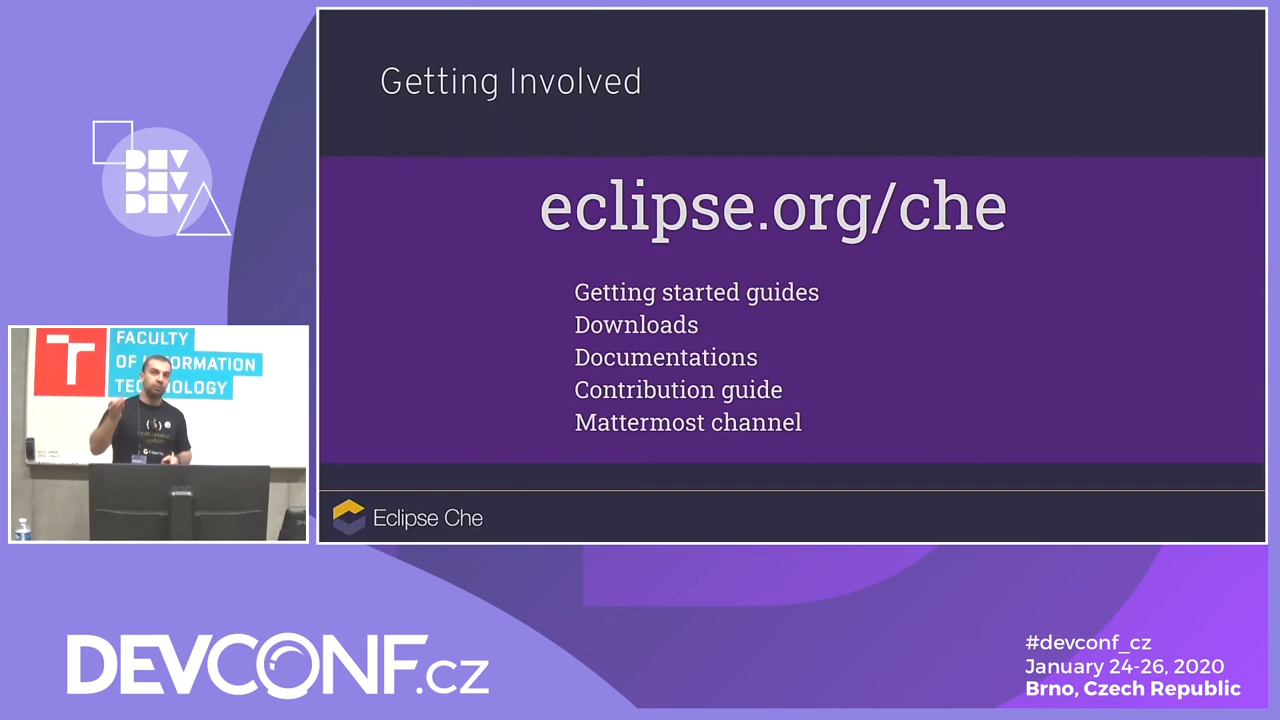 Getting Involved
eclipse.org/che
Getting started guides
Downloads
Documentations
Contribution guide
Mattermost channel
Eclipse Che
DEV
DEV
DEV
FACULTY
OF INFORMATION
TECHNOLOGY
DEVCONF.cz
#devconf_cz
January 24-26, 2020
Brno, Czech Republic